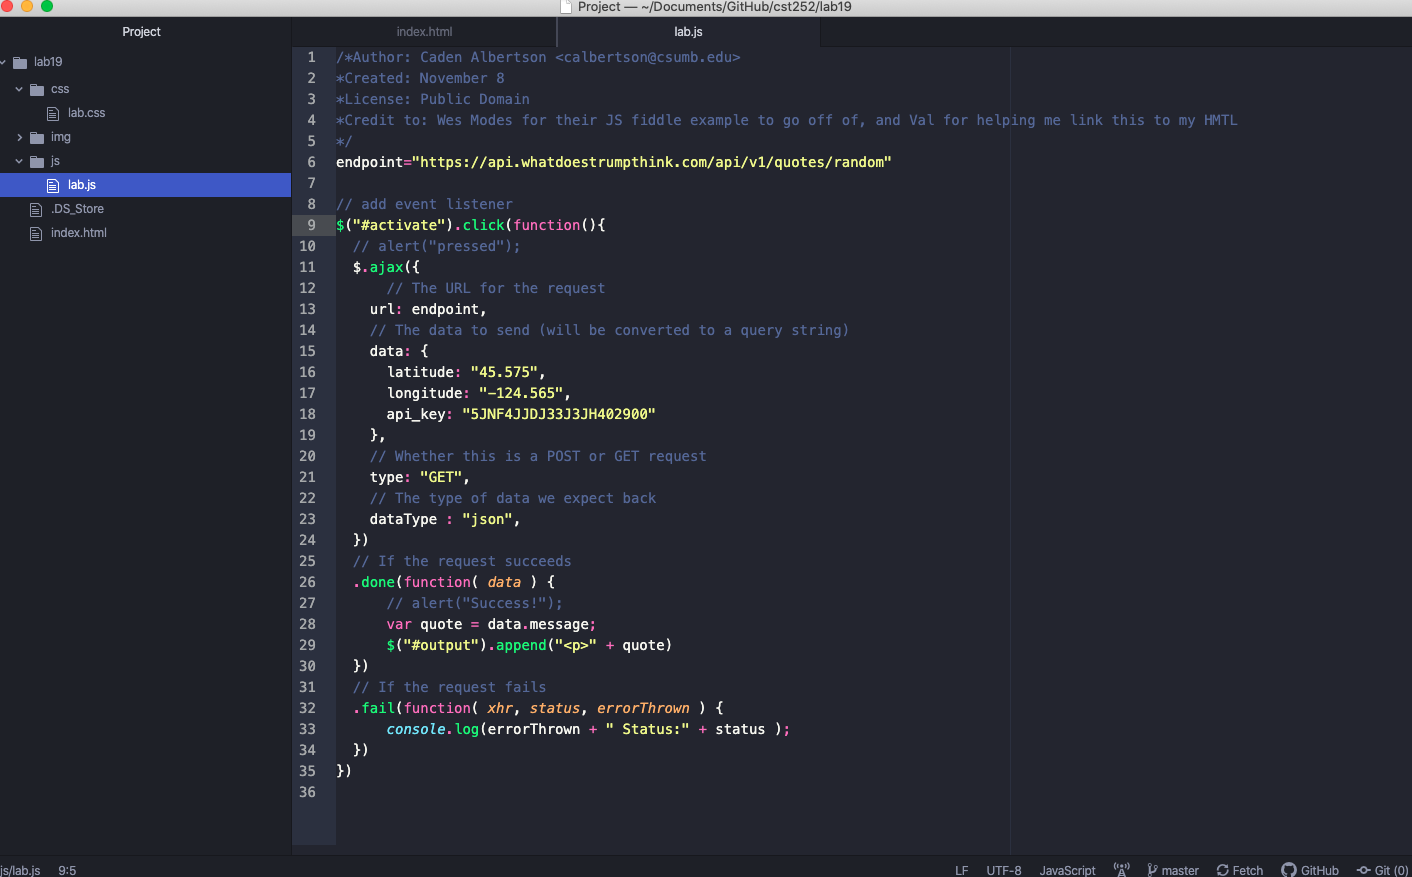 Project — ~/Documents/GitHub/cst252/lab19
Project
lab19
css
lab.css
img
js
lab.js
.DS_Store
index.html
index.html
lab.js
1 /*Author: Caden Albertson <calbertson@csumb.edu>
2 *Created: November 8
3 *License: Public Domain
4 *Credit to: Wes Modes for their JS fiddle example to go off of, and Val for helping me link this to my HMTL
5 */
6 endpoint="https://api.whatdoestrumpthink.com/api/v1/quotes/random"
7
8 // add event listener
9 $("#activate").click(function(){
10   // alert("pressed");
11   $.ajax({
12       // The URL for the request
13     url: endpoint,
14     // The data to send (will be converted to a query string)
15     data: {
16       latitude: "45.575",
17       longitude: "-124.565",
18       api_key: "5JNF4JJDJ33J3JH402900"
19     },
20     // Whether this is a POST or GET request
21     type: "GET",
22     // The type of data we expect back
23     dataType : "json",
24   })
25   // If the request succeeds
26   .done(function( data ) {
27       // alert("Success!");
28       var quote = data.message;
29       $("#output").append("<p>" + quote)
30   })
31   // If the request fails
32   .fail(function( xhr, status, errorThrown ) {
33       console.log(errorThrown + " Status:" + status );
34   })
35 })
36
js/lab.js 9:5 LF UTF-8 JavaScript master Fetch GitHub Git (0)